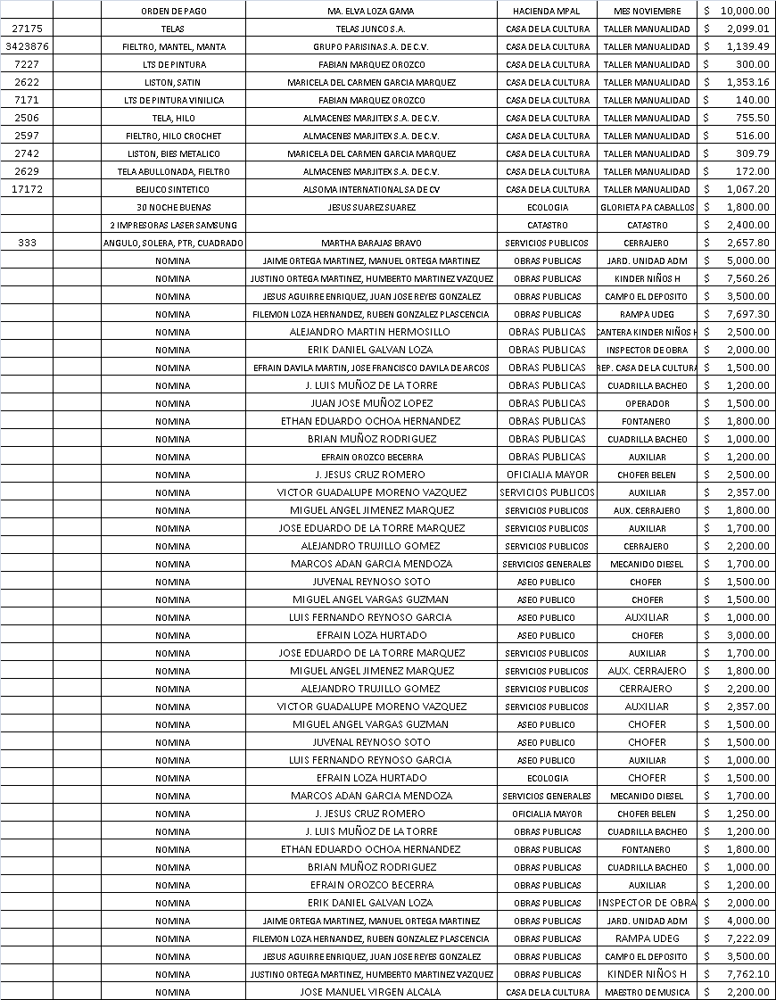 ORDEN DE PAGO MA. ELVA LOZA GAMA HACIENDA MPAL MES NOVIEMBRE $ 10,000.00
27175 TELAS TELAS JUNCO S.A. CASA DE LA CULTURA TALLER MANUALIDAD $ 2,099.01
3423876 FIELTRO, MANTEL, MANTA GRUPO PARISINA S.A. DE C.V. CASA DE LA CULTURA TALLER MANUALIDAD $ 1,139.49
7227 LTS DE PINTURA FABIAN MARQUEZ OROZCO CASA DE LA CULTURA TALLER MANUALIDAD $ 300.00
2622 LISTON, SATIN MARICELA DEL CARMEN GARCIA MARQUEZ CASA DE LA CULTURA TALLER MANUALIDAD $ 1,353.16
7171 LTS DE PINTURA VINILICA FABIAN MARQUEZ OROZCO CASA DE LA CULTURA TALLER MANUALIDAD $ 140.00
2506 TELA, HILO ALMACENES MARJITEX S.A. DE C.V. CASA DE LA CULTURA TALLER MANUALIDAD $ 755.50
2597 FIELTRO, HILO CROCHET ALMACENES MARJITEX S.A. DE C.V. CASA DE LA CULTURA TALLER MANUALIDAD $ 516.00
2742 LISTON, BIES METALICO MARICELA DEL CARMEN GARCIA MARQUEZ CASA DE LA CULTURA TALLER MANUALIDAD $ 309.79
2629 TELA ABULLONADA, FIELTRO ALMACENES MARJITEX S.A. DE C.V. CASA DE LA CULTURA TALLER MANUALIDAD $ 172.00
17172 BEJUCO SINTETICO ALSOMA INTERNATIONAL SA DE CV CASA DE LA CULTURA TALLER MANUALIDAD $ 1,067.20
30 NOCHE BUENAS JESUS SUAREZ SUAREZ ECOLOGIA GLORIETA PA CABALLOS $ 1,800.00
2 IMPRESORAS LASER SAMSUNG CATASTRO CATASTRO $ 2,400.00
333 ANGULO, SOLERA, PTR, CUADRADO MARTHA BARAJAS BRAVO SERVICIOS PUBLICOS CERRAJERO $ 2,657.80
NOMINA JAIME ORTEGA MARTINEZ, MANUEL ORTEGA MARTINEZ OBRAS PUBLICAS JARD. UNIDAD ADM $ 5,000.00
NOMINA JUSTINO ORTEGA MARTINEZ, HUMBERTO MARTINEZ VAZQUEZ OBRAS PUBLICAS KINDER NIÑOS H $ 7,560.26
NOMINA JESUS AGUIRRE ENRIQUEZ, JUAN JOSE REYES GONZALEZ OBRAS PUBLICAS CAMPO EL DEPOSITO $ 3,500.00
NOMINA FILEMON LOZA HERNANDEZ, RUBEN GONZALEZ PLASCENCIA OBRAS PUBLICAS RAMPA UDEG $ 7,697.30
NOMINA ALEJANDRO MARTIN HERMOSILLO OBRAS PUBLICAS CANTERA KINDER NIÑOS H $ 2,500.00
NOMINA ERIK DANIEL GALVAN LOZA OBRAS PUBLICAS INSPECTOR DE OBRA $ 2,000.00
NOMINA EFRAIN DAVILA MARTIN, JOSE FRANCISCO DAVILA DE ARCOS OBRAS PUBLICAS REP. CASA DE LA CULTURA $ 1,500.00
NOMINA J. LUIS MUÑOZ DE LA TORRE OBRAS PUBLICAS CUADRILLA BACHEO $ 1,200.00
NOMINA JUAN JOSE MUÑOZ LOPEZ OBRAS PUBLICAS OPERADOR $ 1,500.00
NOMINA ETHAN EDUARDO OCHOA HERNANDEZ OBRAS PUBLICAS FONTANERO $ 1,800.00
NOMINA BRIAN MUÑOZ RODRIGUEZ OBRAS PUBLICAS CUADRILLA BACHEO $ 1,000.00
NOMINA EFRAIN OROZCO BECERRA OBRAS PUBLICAS AUXILIAR $ 1,200.00
NOMINA J. JESUS CRUZ ROMERO OFICIALIA MAYOR CHOFER BELEN $ 2,500.00
NOMINA VICTOR GUADALUPE MORENO VAZQUEZ SERVICIOS PUBLICOS AUXILIAR $ 2,357.00
NOMINA MIGUEL ANGEL JIMENEZ MARQUEZ SERVICIOS PUBLICOS AUX. CERRAJERO $ 1,800.00
NOMINA JOSE EDUARDO DE LA TORRE MARQUEZ SERVICIOS PUBLICOS AUXILIAR $ 1,700.00
NOMINA ALEJANDRO TRUJILLO GOMEZ SERVICIOS PUBLICOS CERRAJERO $ 2,200.00
NOMINA MARCOS ADAN GARCIA MENDOZA SERVICIOS GENERALES MECANIDO DIESEL $ 1,700.00
NOMINA JUVENAL REYNOSO SOTO ASEO PUBLICO CHOFER $ 1,500.00
NOMINA MIGUEL ANGEL VARGAS GUZMAN ASEO PUBLICO CHOFER $ 1,500.00
NOMINA LUIS FERNANDO REYNOSO GARCIA ASEO PUBLICO AUXILIAR $ 1,000.00
NOMINA EFRAIN LOZA HURTADO ASEO PUBLICO CHOFER $ 3,000.00
NOMINA JOSE EDUARDO DE LA TORRE MARQUEZ SERVICIOS PUBLICOS AUXILIAR $ 1,700.00
NOMINA MIGUEL ANGEL JIMENEZ MARQUEZ SERVICIOS PUBLICOS AUX. CERRAJERO $ 1,800.00
NOMINA ALEJANDRO TRUJILLO GOMEZ SERVICIOS PUBLICOS CERRAJERO $ 2,200.00
NOMINA VICTOR GUADALUPE MORENO VAZQUEZ SERVICIOS PUBLICOS AUXILIAR $ 2,357.00
NOMINA MIGUEL ANGEL VARGAS GUZMAN ASEO PUBLICO CHOFER $ 1,500.00
NOMINA JUVENAL REYNOSO SOTO ASEO PUBLICO CHOFER $ 1,500.00
NOMINA LUIS FERNANDO REYNOSO GARCIA ASEO PUBLICO AUXILIAR $ 1,000.00
NOMINA EFRAIN LOZA HURTADO ECOLOGIA CHOFER $ 1,500.00
NOMINA MARCOS ADAN GARCIA MENDOZA SERVICIOS GENERALES MECANIDO DIESEL $ 1,700.00
NOMINA J. JESUS CRUZ ROMERO OFICIALIA MAYOR CHOFER BELEN $ 1,250.00
NOMINA J. LUIS MUÑOZ DE LA TORRE OBRAS PUBLICAS CUADRILLA BACHEO $ 1,200.00
NOMINA ETHAN EDUARDO OCHOA HERNANDEZ OBRAS PUBLICAS FONTANERO $ 1,800.00
NOMINA BRIAN MUÑOZ RODRIGUEZ OBRAS PUBLICAS CUADRILLA BACHEO $ 1,000.00
NOMINA EFRAIN OROZCO BECERRA OBRAS PUBLICAS AUXILIAR $ 1,200.00
NOMINA ERIK DANIEL GALVAN LOZA OBRAS PUBLICAS INSPECTOR DE OBRA $ 2,000.00
NOMINA JAIME ORTEGA MARTINEZ, MANUEL ORTEGA MARTINEZ OBRAS PUBLICAS JARD. UNIDAD ADM $ 4,000.00
NOMINA FILEMON LOZA HERNANDEZ, RUBEN GONZALEZ PLASCENCIA OBRAS PUBLICAS RAMPA UDEG $ 7,222.09
NOMINA JESUS AGUIRRE ENRIQUEZ, JUAN JOSE REYES GONZALEZ OBRAS PUBLICAS CAMPO EL DEPOSITO $ 3,500.00
NOMINA JUSTINO ORTEGA MARTINEZ, HUMBERTO MARTINEZ VAZQUEZ OBRAS PUBLICAS KINDER NIÑOS H $ 7,762.10
NOMINA JOSE MANUEL VIRGEN ALCALA CASA DE LA CULTURA MAESTRO DE MUSICA $ 2,200.00